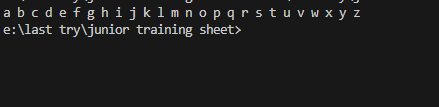 a b c d e f g h i j k l m n o p q r s t u v w x y z
e:\last try\junior training sheet>